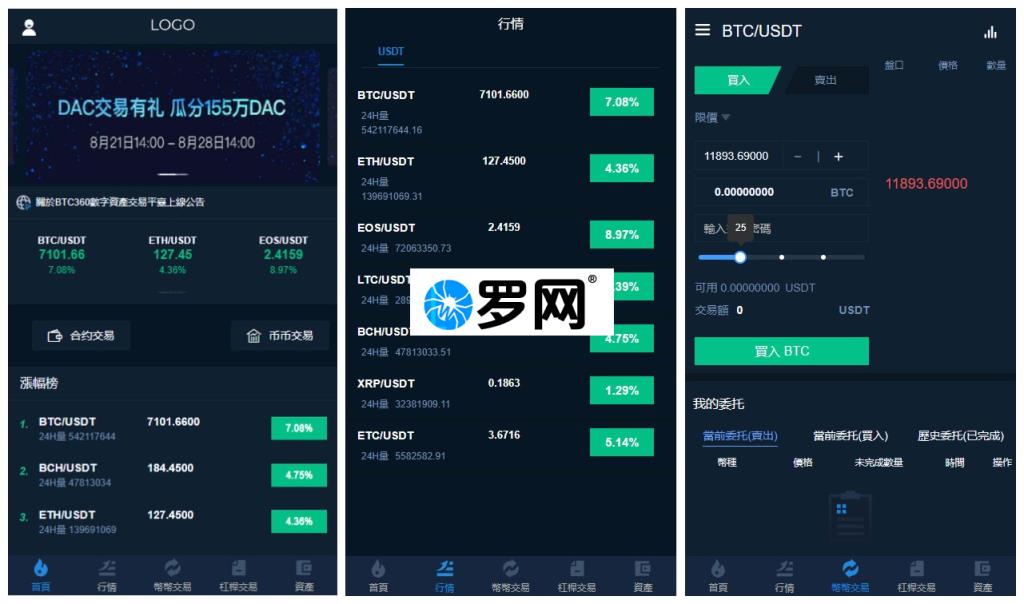 LOGO
DAC交易有礼 瓜分155万DAC
8月21日14:00 – 8月28日14:00
關於BTC360數字資產交易平臺上線公告
BTC/USDT
7101.66
7.08%
ETH/USDT
127.45
4.36%
EOS/USDT
2.4159
8.97%
合约交易
币币交易
漲幅榜
1. BTC/USDT 7101.6600 7.08%
24H量 542117644
2. BCH/USDT 184.4500 4.75%
24H量 47813034
3. ETH/USDT 127.4500 4.36%
24H量 139691069
首頁 行情 幣幣交易 杠桿交易 資產
行情
USDT
BTC/USDT 7101.6600 7.08%
24H量
542117644.16
ETH/USDT 127.4500 4.36%
24H量
139691069.31
EOS/USDT 2.4159 8.97%
24H量 72063350.73
LTC/USDT .39%
24H量 289
罗网®
BCH/USD 4.75%
24H量 47813033.51
XRP/USDT 0.1863 1.29%
24H量 32381909.11
ETC/USDT 3.6716 5.14%
24H量 5582582.91
首頁 行情 幣幣交易 杠桿交易 資產
BTC/USDT
買入 賣出
盤口 價格 數量
限價
11893.69000 – | +
0.00000000 BTC
11893.69000
輸入 密碼
25
可用 0.00000000 USDT
交易額 0 USDT
買入 BTC
我的委托
當前委托(賣出) 當前委托(買入) 歷史委托(已完成)
幣種 價格 未完成數量 時間 操作
首頁 行情 幣幣交易 杠桿交易 資產